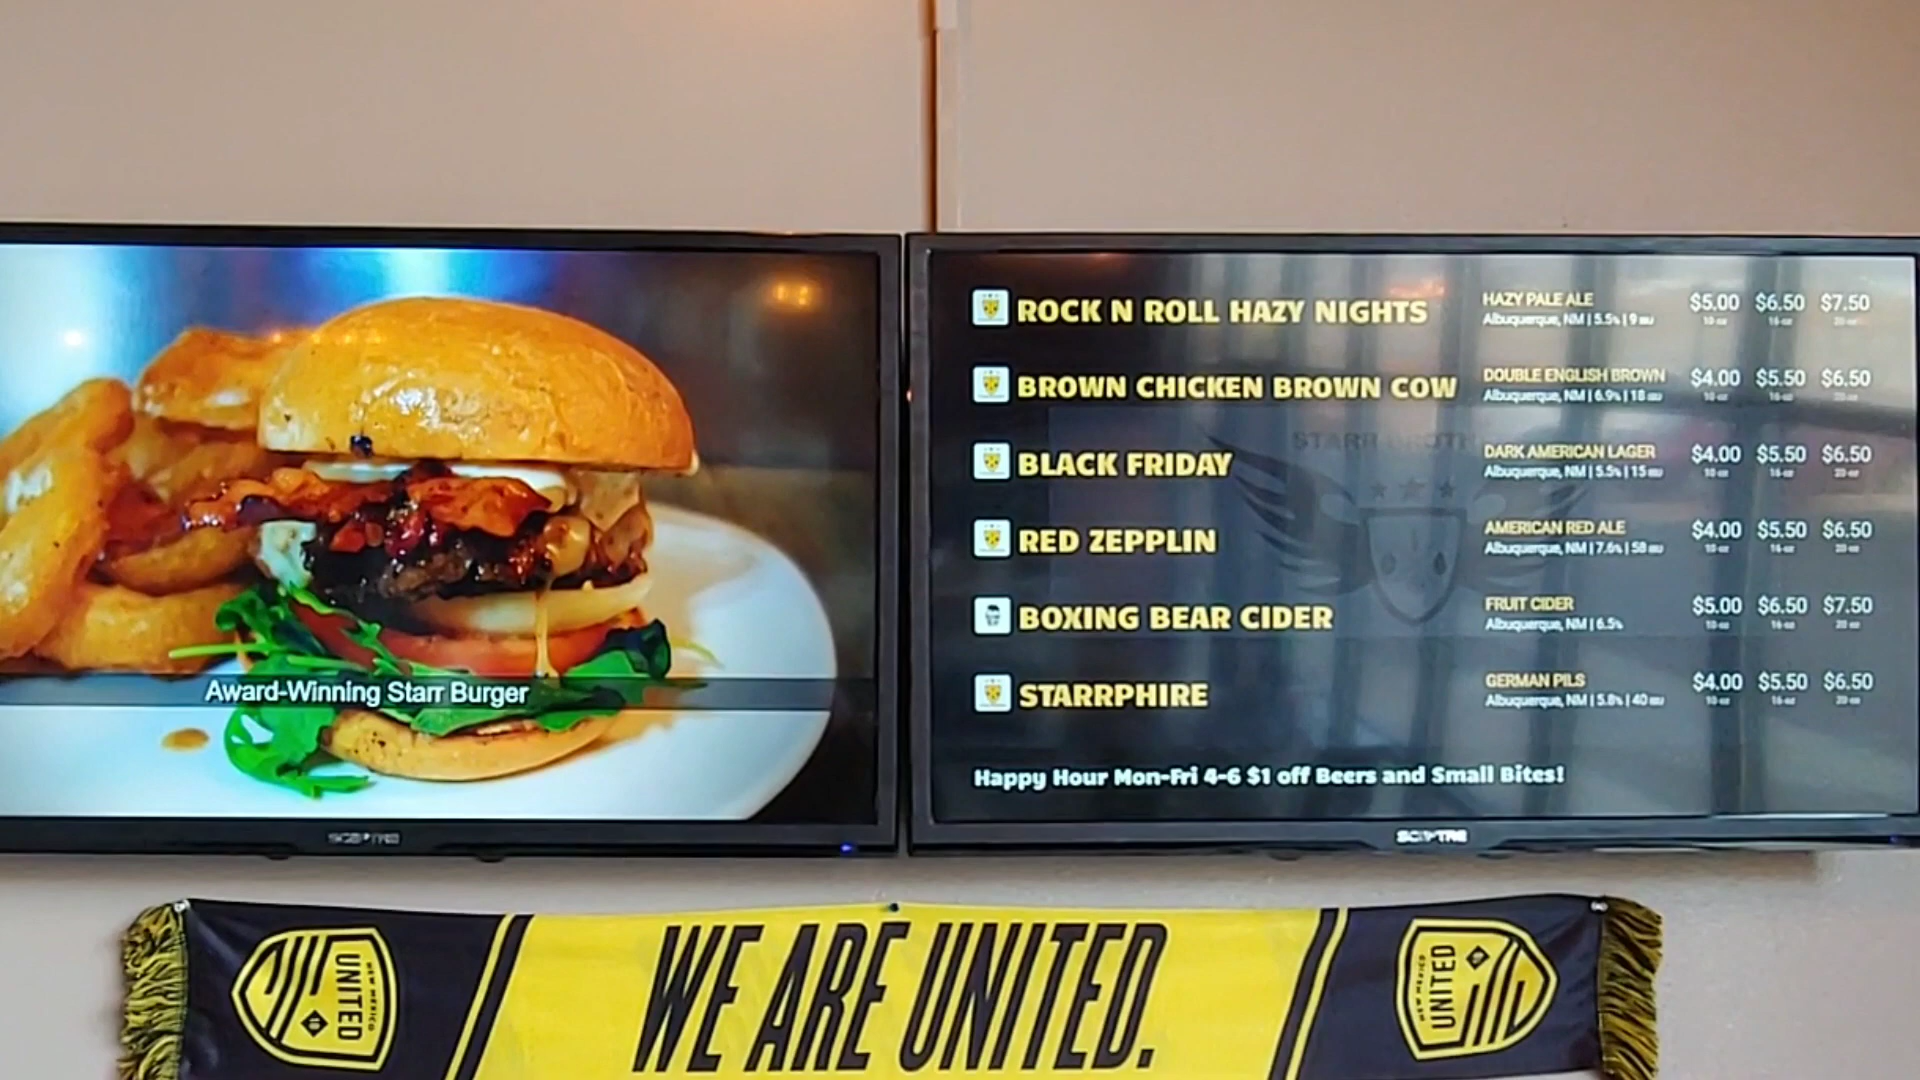 Award-Winning Starr Burger
SCEPTRE
ROCK N ROLL HAZY NIGHTS
HAZY PALE ALE
Albuquerque, NM | 5.5% | 9 IBU
$5.00 $6.50 $7.50
10 oz 16 oz 20 oz
BROWN CHICKEN BROWN COW
DOUBLE ENGLISH BROWN
Albuquerque, NM | 6.9% | 18 IBU
$4.00 $5.50 $6.50
10 oz 16 oz 20 oz
BLACK FRIDAY
DARK AMERICAN LAGER
Albuquerque, NM | 5.5% | 15 IBU
$4.00 $5.50 $6.50
10 oz 16 oz 20 oz
RED ZEPPLIN
AMERICAN RED ALE
Albuquerque, NM | 7.6% | 58 IBU
$4.00 $5.50 $6.50
10 oz 16 oz 20 oz
BOXING BEAR CIDER
FRUIT CIDER
Albuquerque, NM | 6.5%
$5.00 $6.50 $7.50
10 oz 16 oz 20 oz
STARRPHIRE
GERMAN PILS
Albuquerque, NM | 5.8% | 40 IBU
$4.00 $5.50 $6.50
10 oz 16 oz 20 oz
Happy Hour Mon-Fri 4-6 $1 off Beers and Small Bites!
SCEPTRE
NEW MEXICO
UNITED
WE ARE UNITED.
NEW MEXICO
UNITED